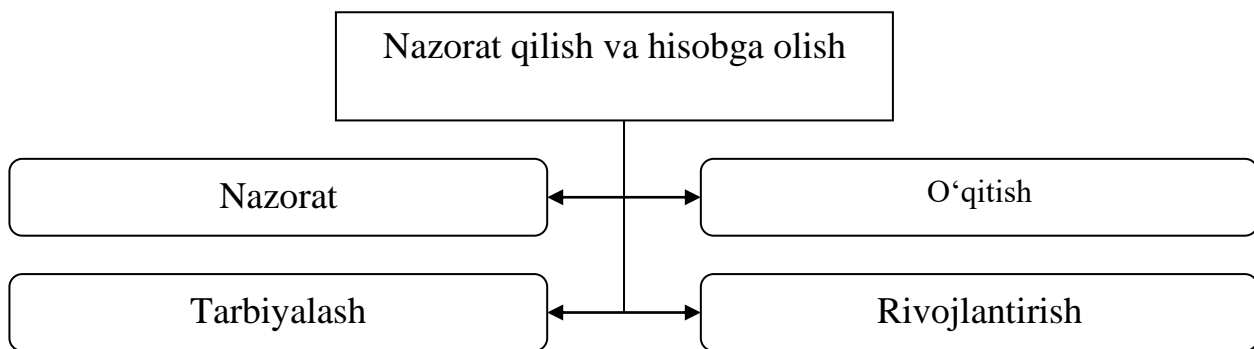 Nazorat qilish va hisobga olish
Nazorat
O‘qitish
Tarbiyalash
Rivojlantirish